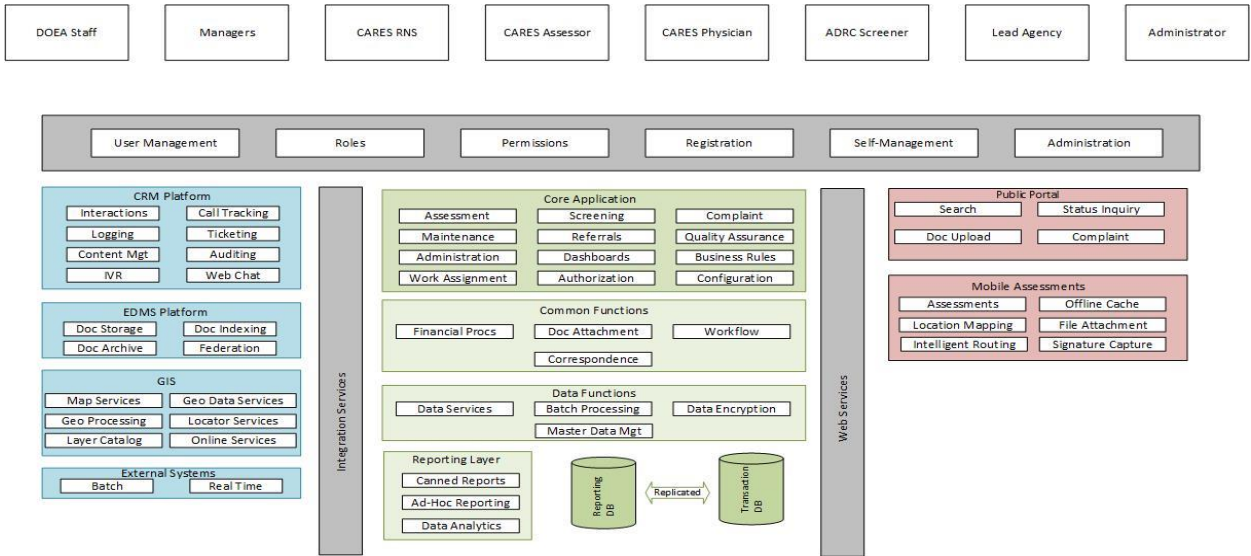 DOEA Staff
Managers
CARES RNS
CARES Assessor
CARES Physician
ADRC Screener
Lead Agency
Administrator
User Management
Roles
Permissions
Registration
Self-Management
Administration
CRM Platform
Interactions
Call Tracking
Logging
Ticketing
Content Mgt
Auditing
IVR
Web Chat
EDMS Platform
Doc Storage
Doc Indexing
Doc Archive
Federation
GIS
Map Services
Geo Data Services
Geo Processing
Locator Services
Layer Catalog
Online Services
External Systems
Batch
Real Time
Integration Services
Core Application
Assessment
Screening
Complaint
Maintenance
Referrals
Quality Assurance
Administration
Dashboards
Business Rules
Work Assignment
Authorization
Configuration
Common Functions
Financial Procs
Doc Attachment
Workflow
Correspondence
Data Functions
Data Services
Batch Processing
Data Encryption
Master Data Mgt
Reporting Layer
Canned Reports
Ad-Hoc Reporting
Data Analytics
Reporting
DB
Replicated
Transaction
DB
Web Services
Public Portal
Search
Status Inquiry
Doc Upload
Complaint
Mobile Assessments
Assessments
Offline Cache
Location Mapping
File Attachment
Intelligent Routing
Signature Capture